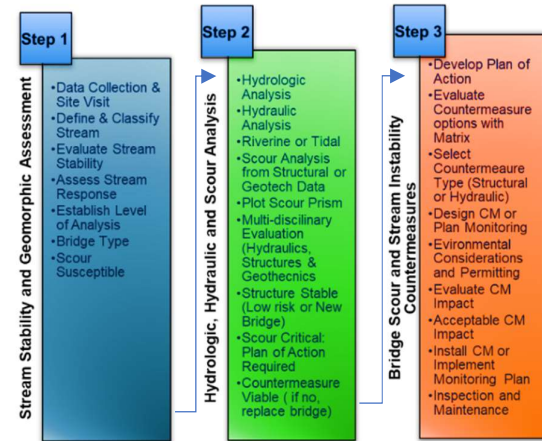 Step 1
Stream Stability and Geomorphic Assessment
•Data Collection &
Site Visit
•Define & Classify
Stream
•Evaluate Stream
Stability
•Assess Stream
Response
•Establish Level
of Analysis
•Bridge Type
•Scour
Susceptible
Step 2
Hydrologic, Hydraulic and Scour Analysis
•Hydrologic
Analysis
•Hydraulic
Analysis
•Riverine or Tidal
•Scour Analysis
from Structural or
Geotech Data
•Plot Scour Prism
•Multi-discilinary
Evaluation
(Hydraulics,
Structures &
Geothecnics
•Structure Stable
(Low risk or New
Bridge)
•Scour Critical:
Plan of Action
Required
•Countermeasure
Viable ( if no,
replace bridge)
Step 3
Bridge Scour and Stream Instability
Countermeasures
•Develop Plan of
Action
•Evaluate
Countermeasure
options with
Matrix
•Select
Countermeaure
Type (Structural
or Hydraulic)
•Design CM or
Plan Monitoring
•Evironmental
Considerations
and Permitting
•Evaluate CM
Impact
•Acceptable CM
Impact
•Install CM or
Implement
Monitoring Plan
•Inspection and
Maintenance